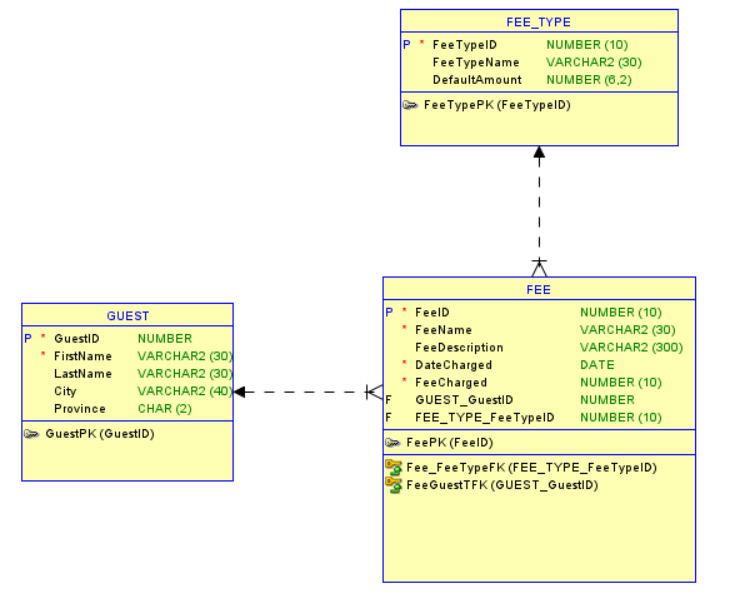 FEE_TYPE
P * FeeTypeID NUMBER (10)
FeeTypeName VARCHAR2 (30)
DefaultAmount NUMBER (6,2)
FeeTypePK (FeeTypeID)
GUEST
P * GuestID NUMBER
* FirstName VARCHAR2 (30)
LastName VARCHAR2 (30)
City VARCHAR2 (40)
Province CHAR (2)
GuestPK (GuestID)
FEE
P * FeeID NUMBER (10)
* FeeName VARCHAR2 (30)
FeeDescription VARCHAR2 (300)
* DateCharged DATE
* FeeCharged NUMBER (10)
F GUEST_GuestID NUMBER
F FEE_TYPE_FeeTypeID NUMBER (10)
FeePK (FeeID)
Fee_FeeTypeFK (FEE_TYPE_FeeTypeID)
FeeGuestTFK (GUEST_GuestID)